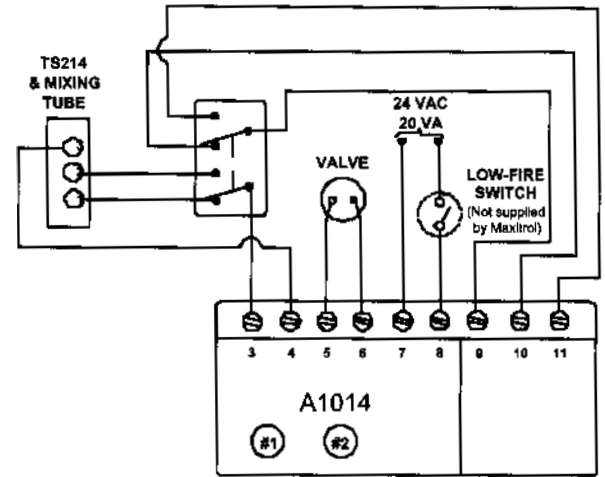 TS214
& MIXING
TUBE
24 VAC
20 VA
VALVE
LOW-FIRE
SWITCH
(Not supplied
by Maxitrol)
3 4 5 6 7 8 9 10 11
A1014
#1 #2